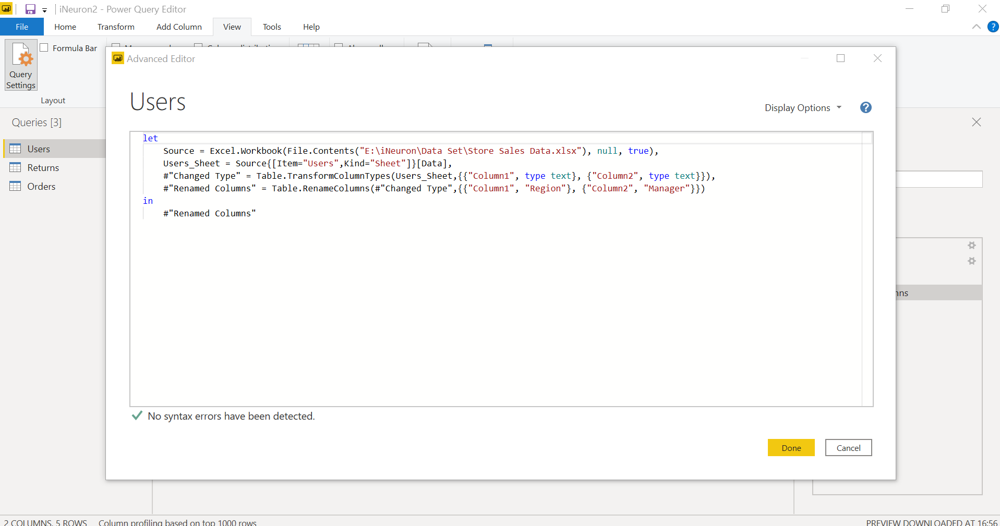 iNeuron2 - Power Query Editor
File Home Transform Add Column View Tools Help
Formula Bar
Query
Settings
Layout
Advanced Editor
Users
Display Options
Queries [3]
Users
Returns
Orders
let
Source = Excel.Workbook(File.Contents("E:\iNeuron\Data Set\Store Sales Data.xlsx"), null, true),
Users_Sheet = Source{[Item="Users",Kind="Sheet"]}[Data],
#"Changed Type" = Table.TransformColumnTypes(Users_Sheet,{{"Column1", type text}, {"Column2", type text}}),
#"Renamed Columns" = Table.RenameColumns(#"Changed Type",{{"Column1", "Region"}, {"Column2", "Manager"}})
in
#"Renamed Columns"
No syntax errors have been detected.
Done
Cancel
2 COLUMNS, 5 ROWS
Column profiling based on top 1000 rows
PREVIEW DOWNLOADED AT 16:56